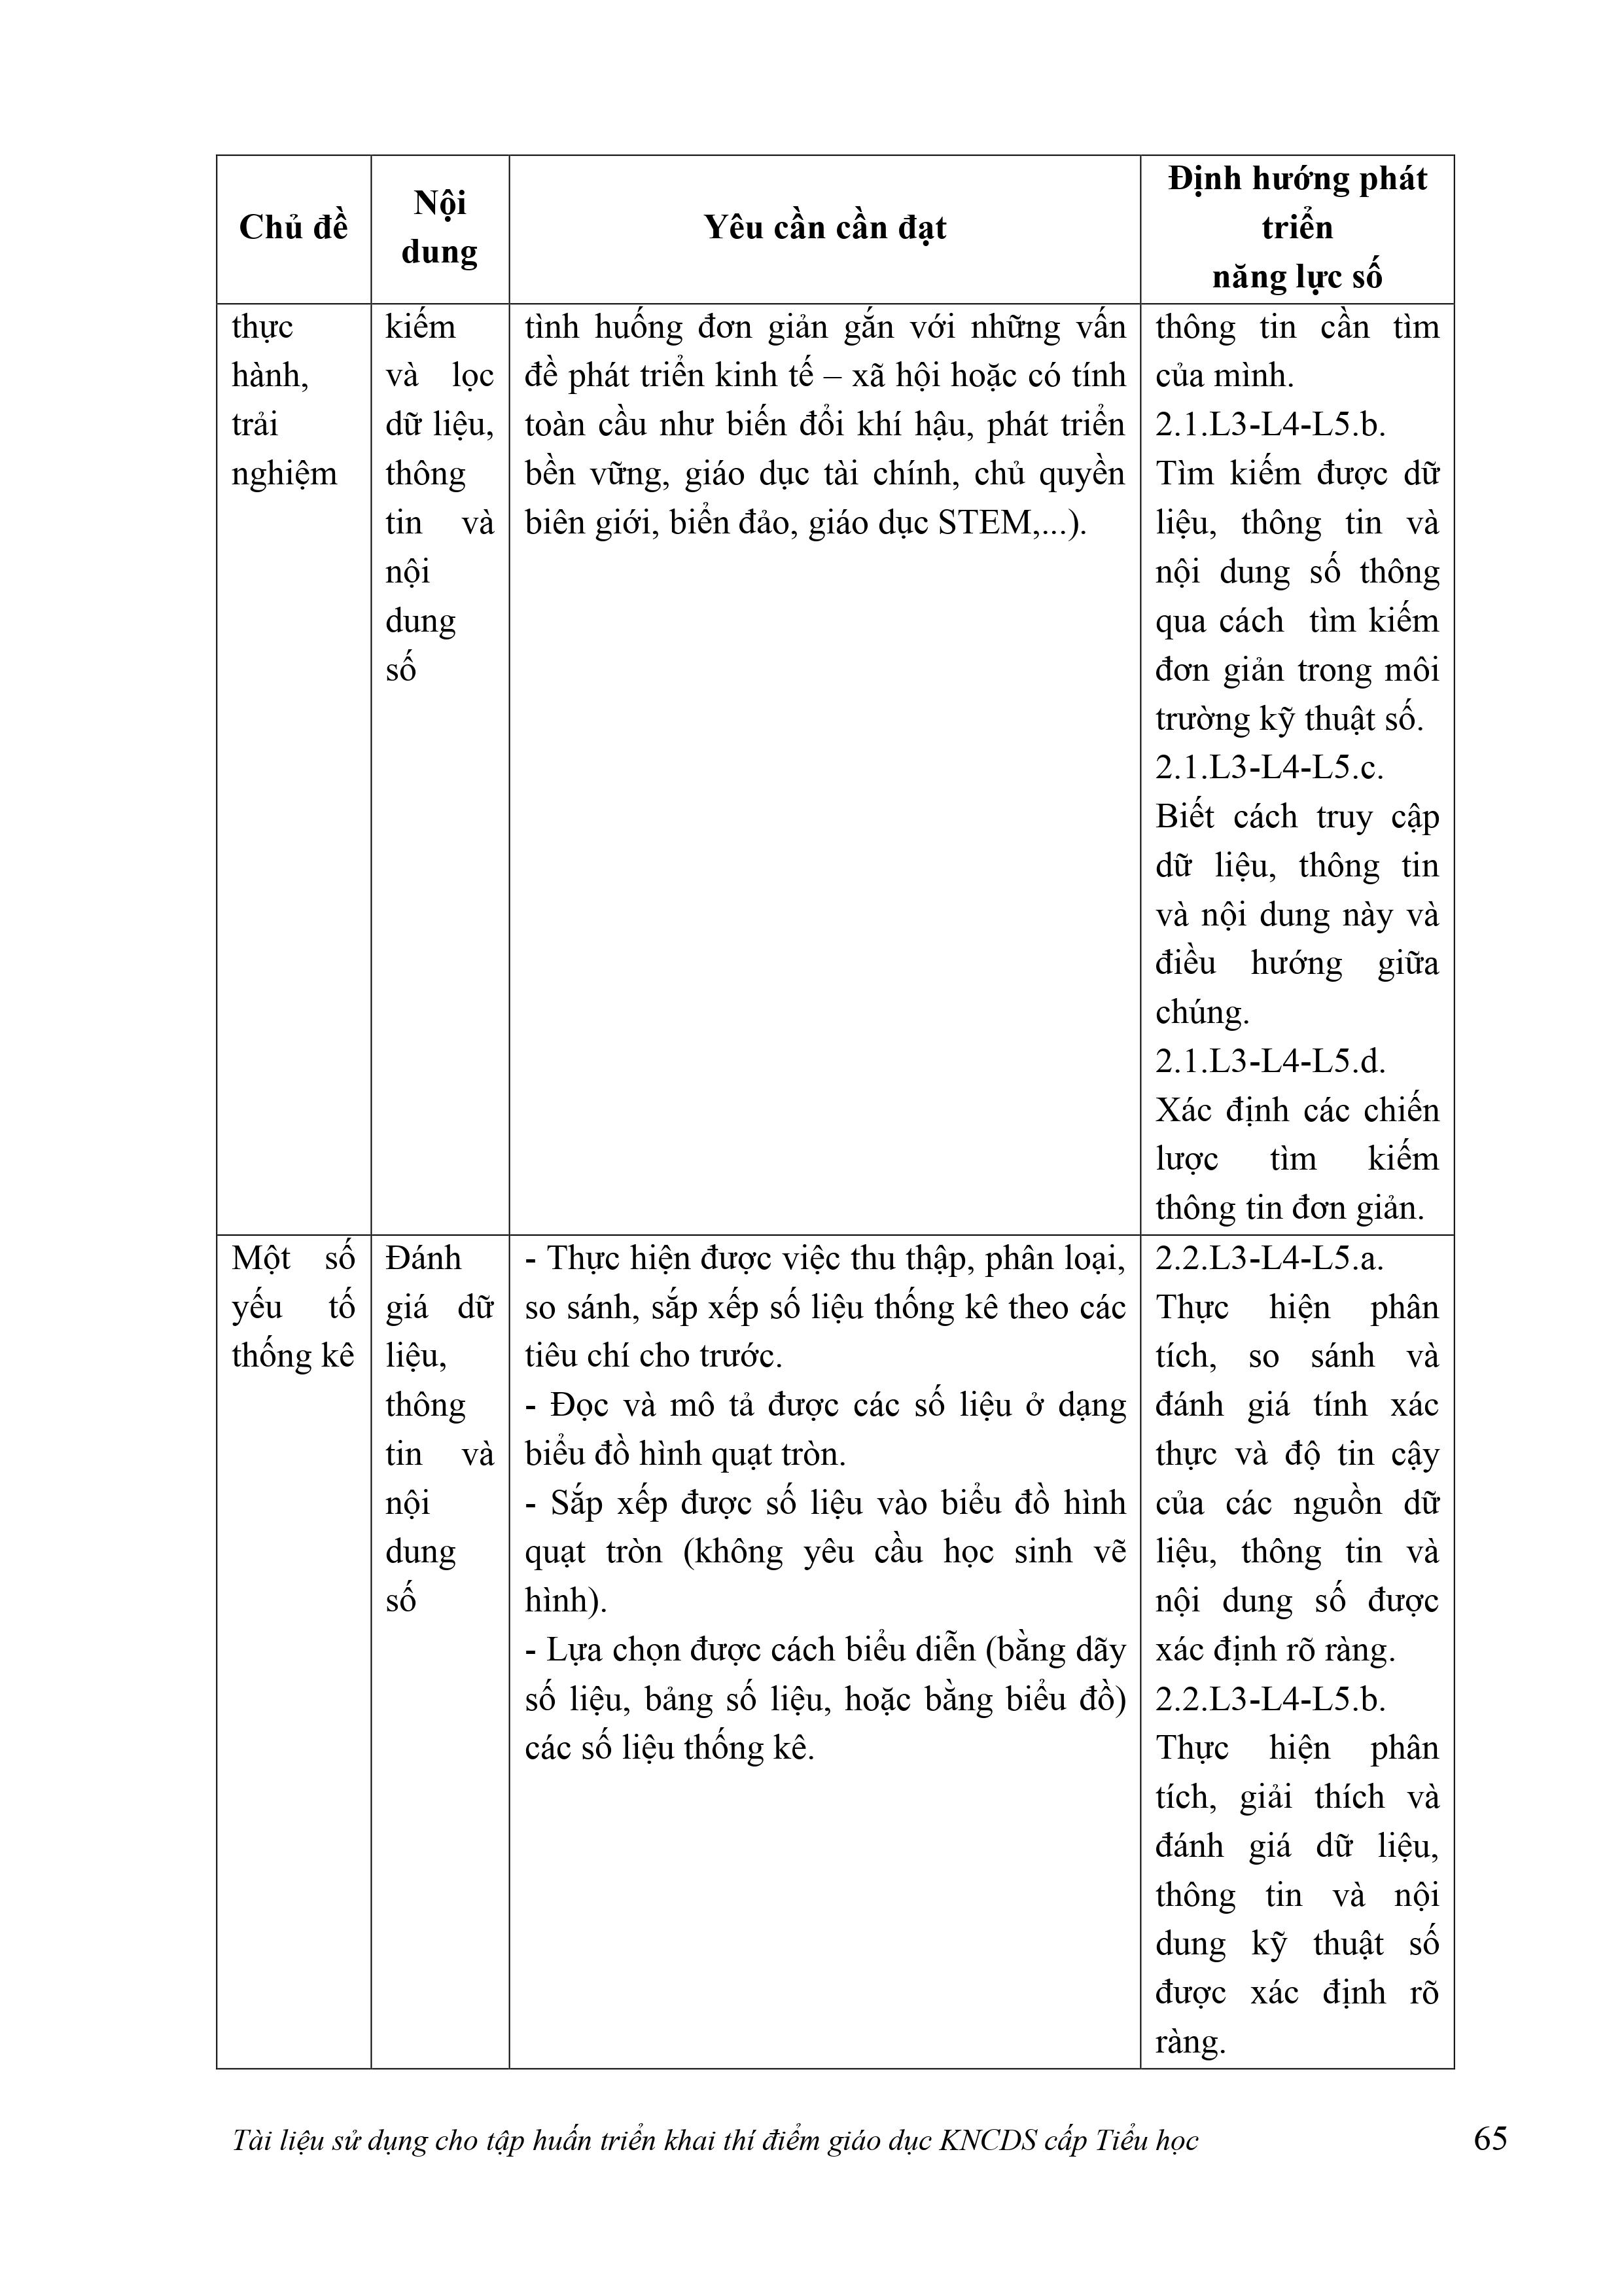 Chủ đề
Nội
dung
Yêu cần cần đạt
Định hướng phát
triển
năng lực số
thực
hành,
trải
nghiệm
kiếm
và lọc
dữ liệu,
thông
tin và
nội
dung
số
tình huống đơn giản gắn với những vấn
đề phát triển kinh tế – xã hội hoặc có tính
toàn cầu như biến đổi khí hậu, phát triển
bền vững, giáo dục tài chính, chủ quyền
biên giới, biển đảo, giáo dục STEM,...).
thông tin cần tìm
của mình.
2.1.L3-L4-L5.b.
Tìm kiếm được dữ
liệu, thông tin và
nội dung số thông
qua cách tìm kiếm
đơn giản trong môi
trường kỹ thuật số.
2.1.L3-L4-L5.c.
Biết cách truy cập
dữ liệu, thông tin
và nội dung này và
điều hướng giữa
chúng.
2.1.L3-L4-L5.d.
Xác định các chiến
lược tìm kiếm
thông tin đơn giản.
Một số
yếu tố
thống kê
Đánh
giá dữ
liệu,
thông
tin và
nội
dung
số
- Thực hiện được việc thu thập, phân loại,
so sánh, sắp xếp số liệu thống kê theo các
tiêu chí cho trước.
- Đọc và mô tả được các số liệu ở dạng
biểu đồ hình quạt tròn.
- Sắp xếp được số liệu vào biểu đồ hình
quạt tròn (không yêu cầu học sinh vẽ
hình).
- Lựa chọn được cách biểu diễn (bằng dãy
số liệu, bảng số liệu, hoặc bằng biểu đồ)
các số liệu thống kê.
2.2.L3-L4-L5.a.
Thực hiện phân
tích, so sánh và
đánh giá tính xác
thực và độ tin cậy
của các nguồn dữ
liệu, thông tin và
nội dung số được
xác định rõ ràng.
2.2.L3-L4-L5.b.
Thực hiện phân
tích, giải thích và
đánh giá dữ liệu,
thông tin và nội
dung kỹ thuật số
được xác định rõ
ràng.
Tài liệu sử dụng cho tập huấn triển khai thí điểm giáo dục KNCDS cấp Tiểu học
65